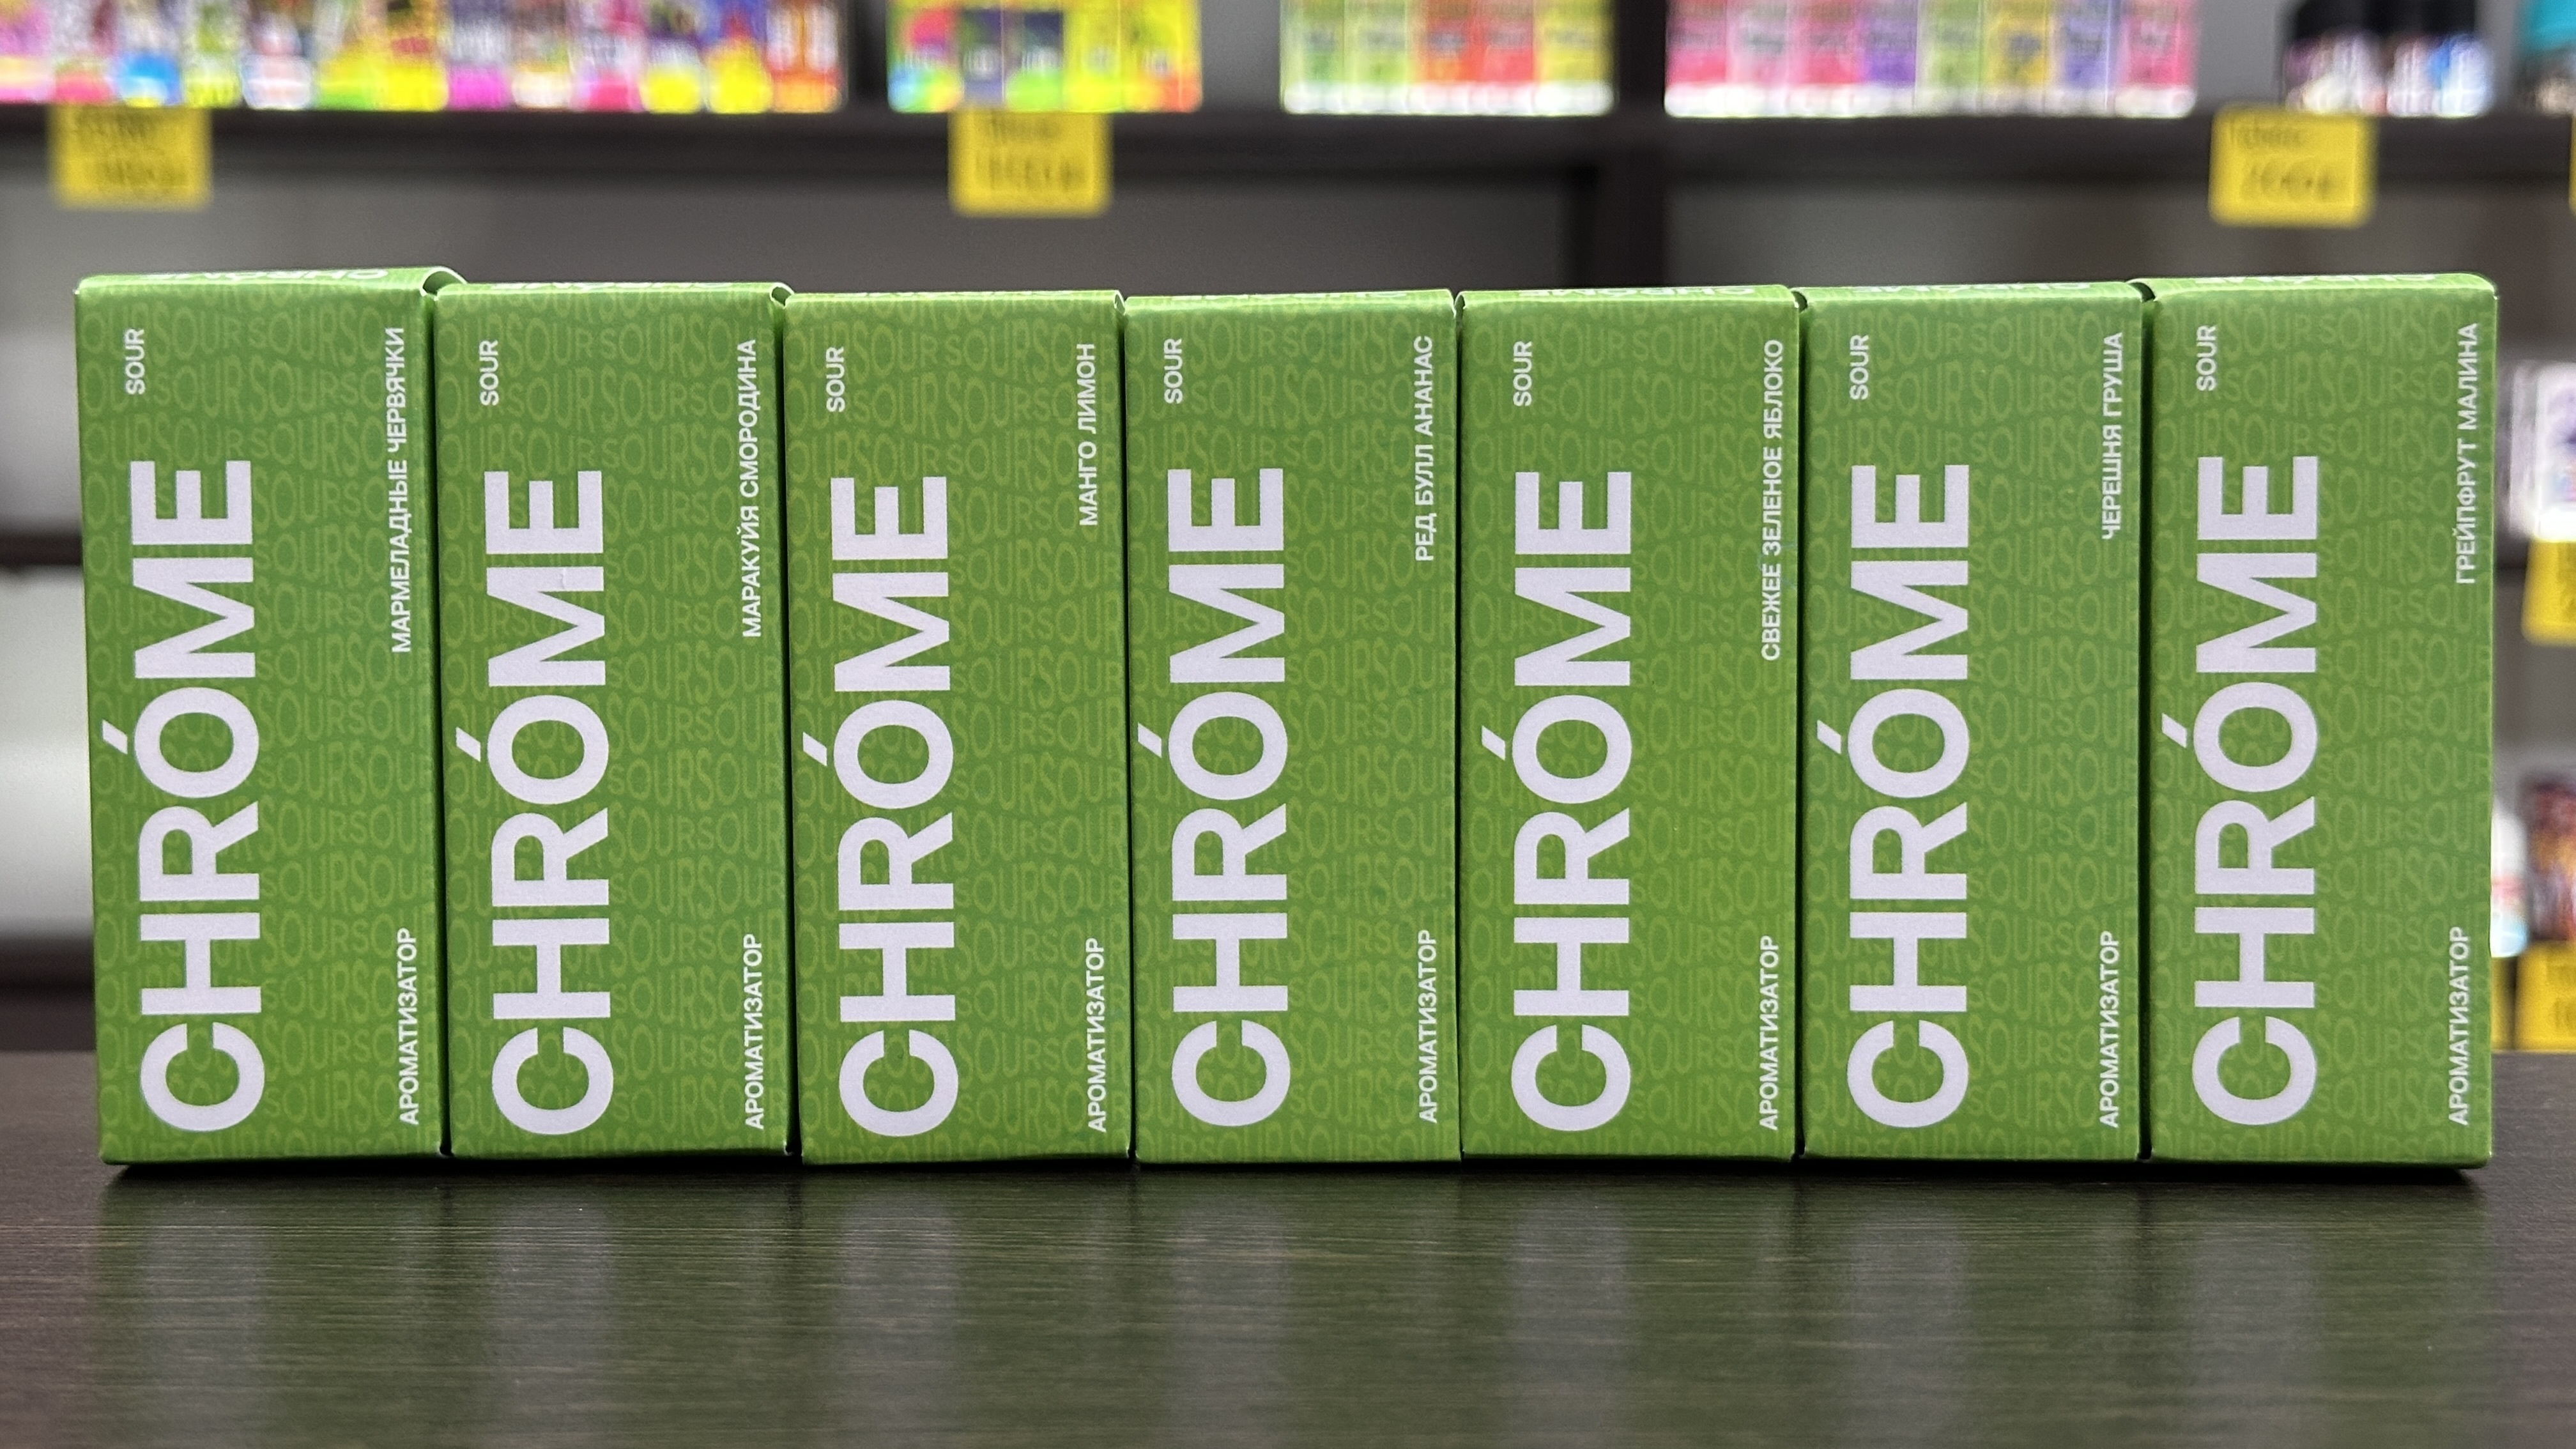 CHRÓME
SOUR
АРОМАТИЗАТОР
МАРМЕЛАДНЫЕ ЧЕРВЯЧКИ
CHRÓME
SOUR
АРОМАТИЗАТОР
МАРАКУЙЯ СМОРОДИНА
CHRÓME
SOUR
АРОМАТИЗАТОР
МАНГО ЛИМОН
CHRÓME
SOUR
АРОМАТИЗАТОР
РЕД БУЛЛ АНАНАС
CHRÓME
SOUR
АРОМАТИЗАТОР
СВЕЖЕЕ ЗЕЛЕНОЕ ЯБЛОКО
CHRÓME
SOUR
АРОМАТИЗАТОР
ЧЕРЕШНЯ ГРУША
CHRÓME
SOUR
АРОМАТИЗАТОР
ГРЕЙПФРУТ МАЛИНА